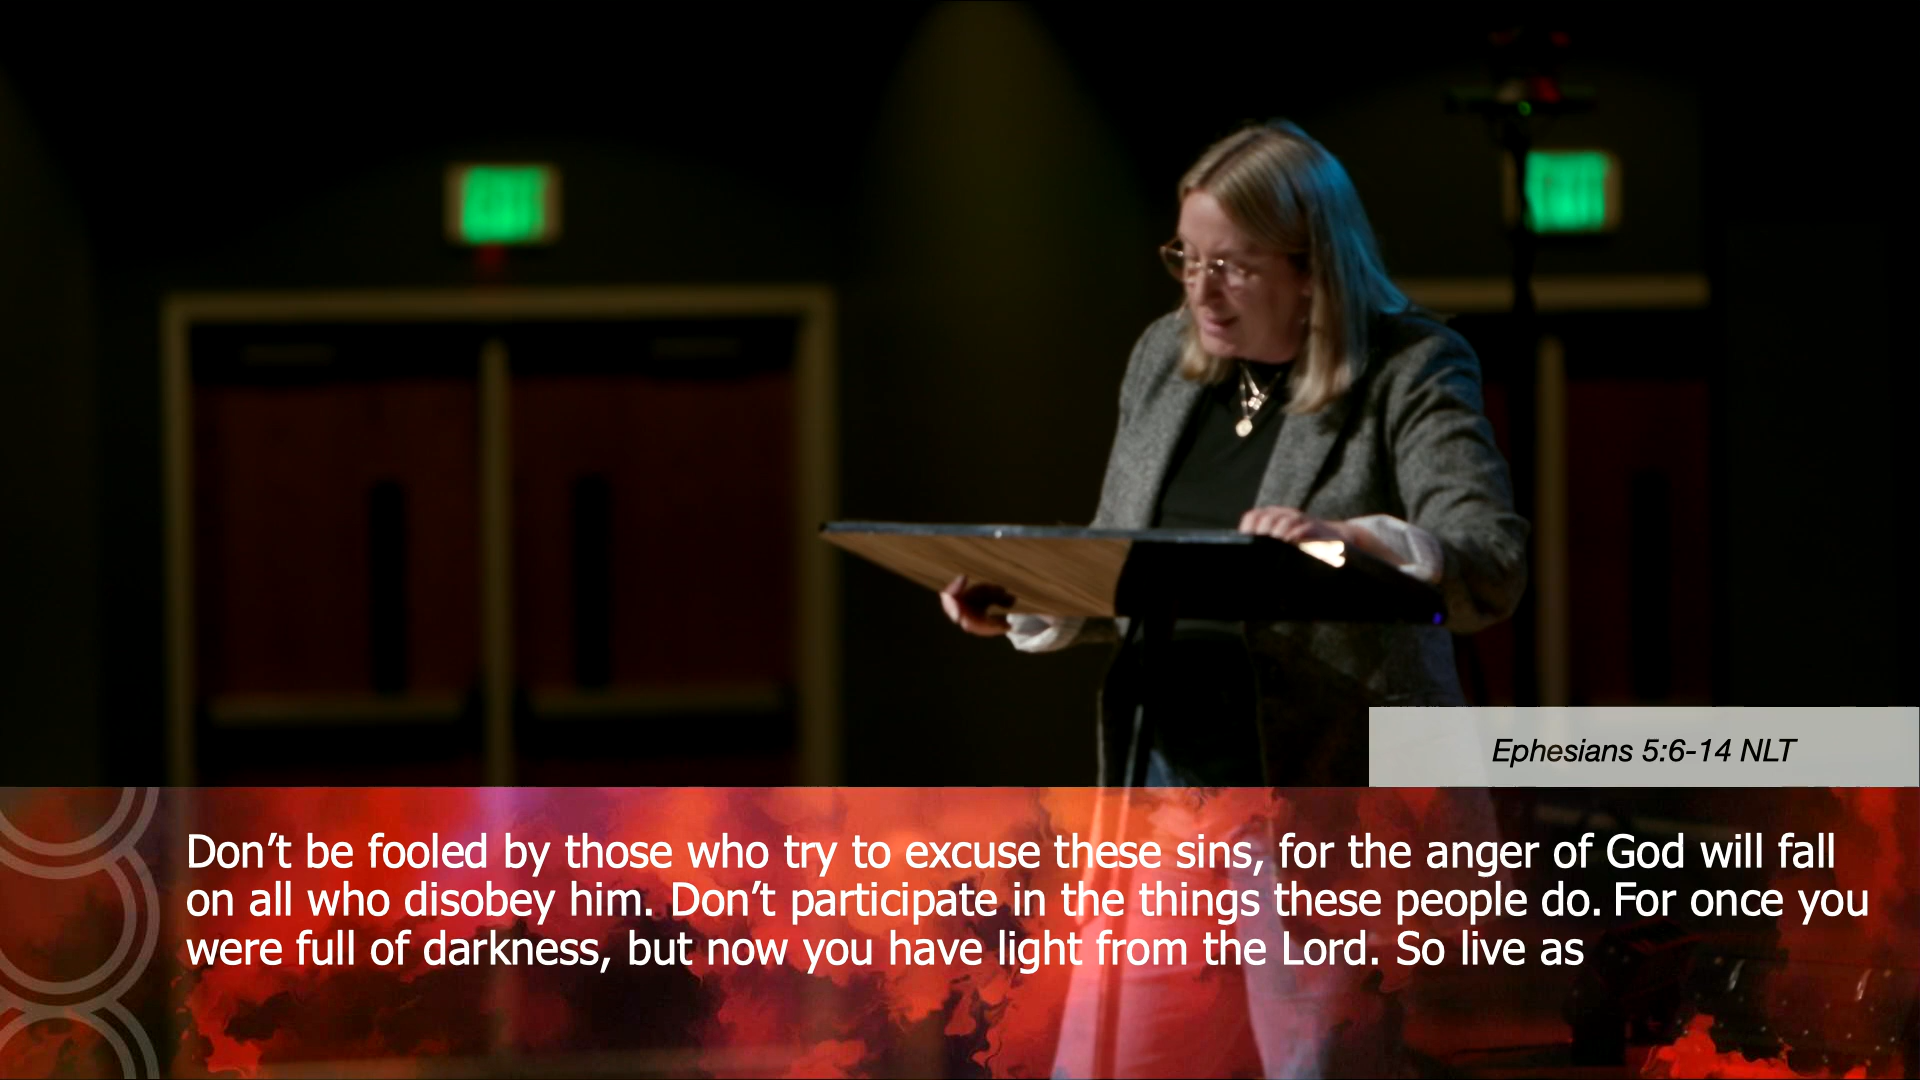 Ephesians 5:6-14 NLT
Don’t be fooled by those who try to excuse these sins, for the anger of God will fall
on all who disobey him. Don’t participate in the things these people do. For once you
were full of darkness, but now you have light from the Lord. So live as